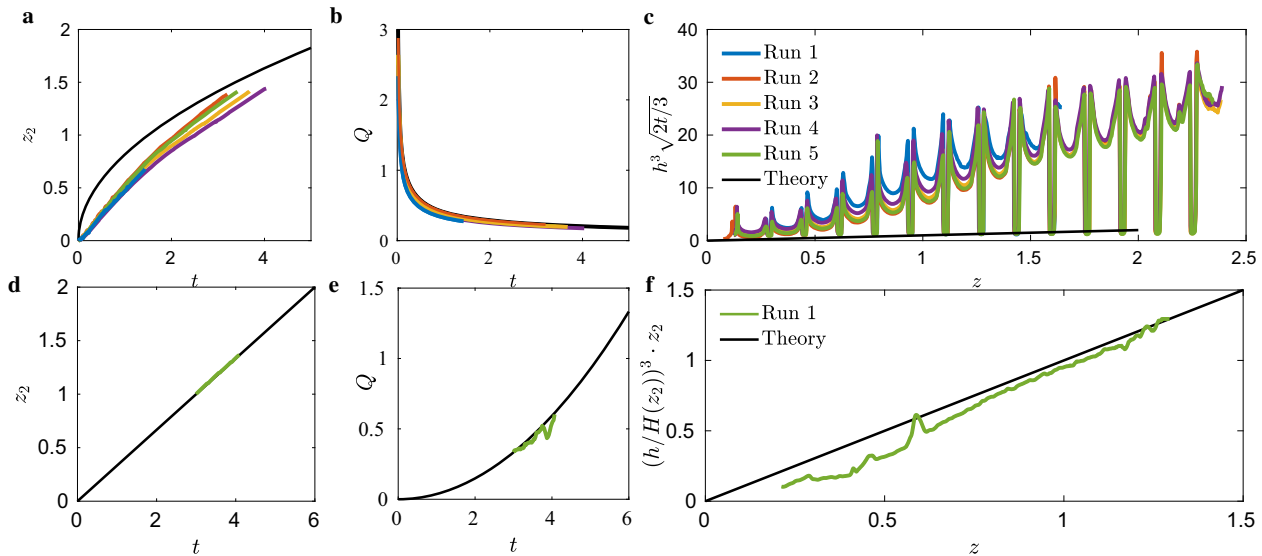 a
2
1.5
1
0.5
0
z₂
0 2 4
t
b
3
2
1
0
Q
0 2 4
t
c
40
30
20
10
0
h³√2t/3
Run 1
Run 2
Run 3
Run 4
Run 5
Theory
0 0.5 1 1.5 2 2.5
z
d
2
1
0
z₂
0 2 4 6
t
e
1.5
1
0.5
0
Q
0 2 4 6
t
f
1.5
1
0.5
0
(h/H(z₂))³ · z₂
Run 1
Theory
0 0.5 1 1.5
z